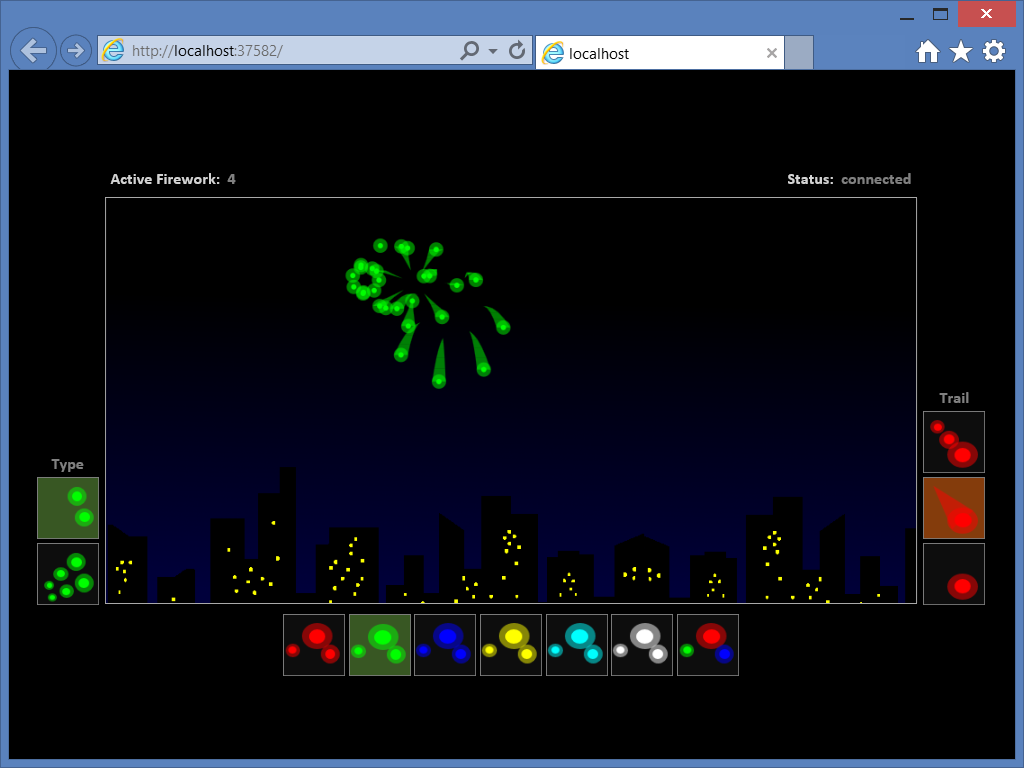 http://localhost:37582/
localhost
Active Firework: 4
Status: connected
Trail
Type